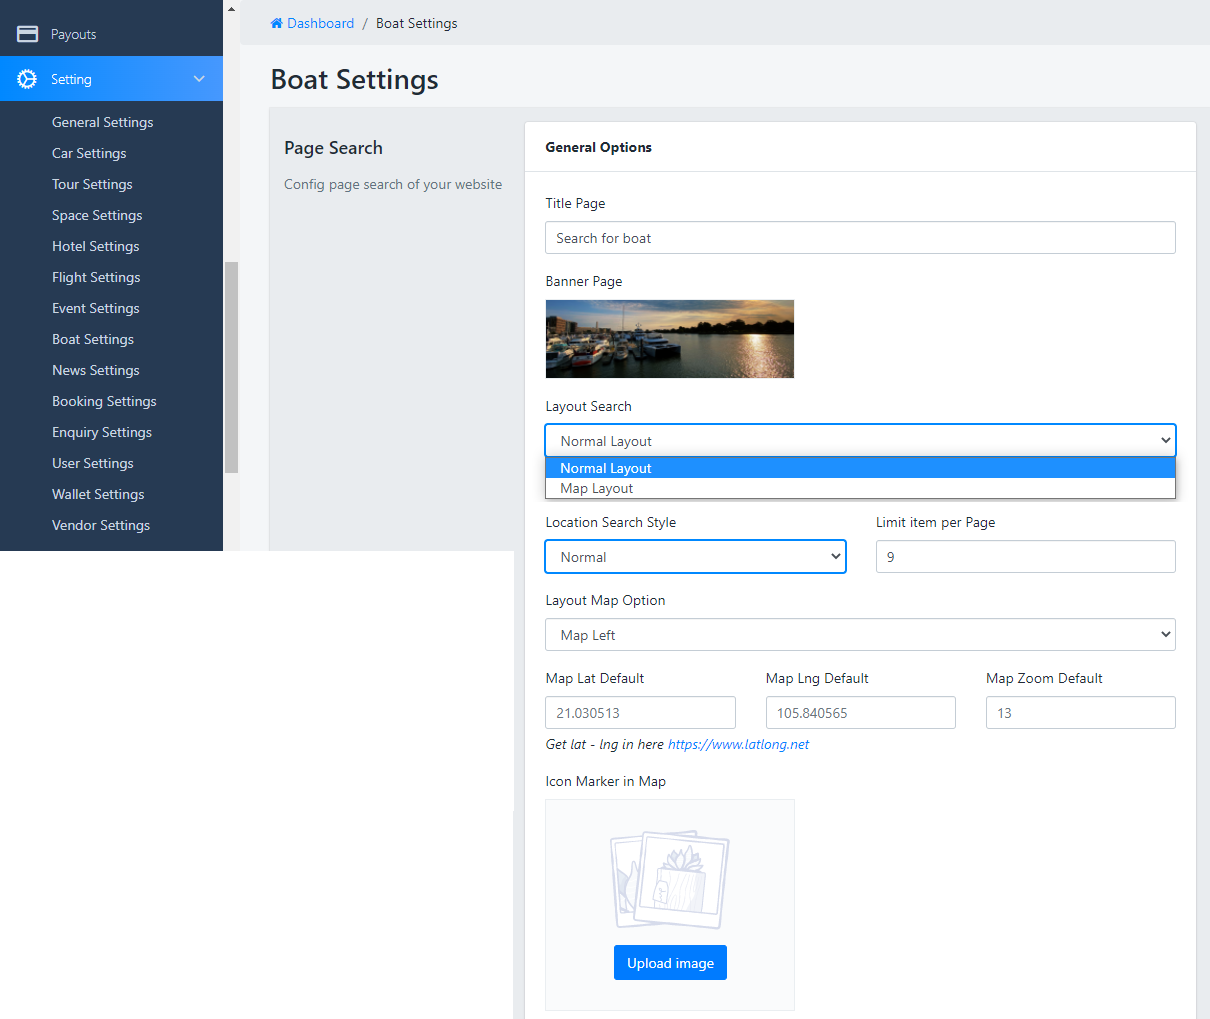 Payouts
Setting
General Settings
Car Settings
Tour Settings
Space Settings
Hotel Settings
Flight Settings
Event Settings
Boat Settings
News Settings
Booking Settings
Enquiry Settings
User Settings
Wallet Settings
Vendor Settings
Dashboard / Boat Settings
Boat Settings
Page Search
Config page search of your website
General Options
Title Page
Search for boat
Banner Page
Layout Search
Normal Layout
Normal Layout
Map Layout
Location Search Style Limit item per Page
Normal 9
Layout Map Option
Map Left
Map Lat Default Map Lng Default Map Zoom Default
21.030513 105.840565 13
Get lat - lng in here https://www.latlong.net
Icon Marker in Map
Upload image